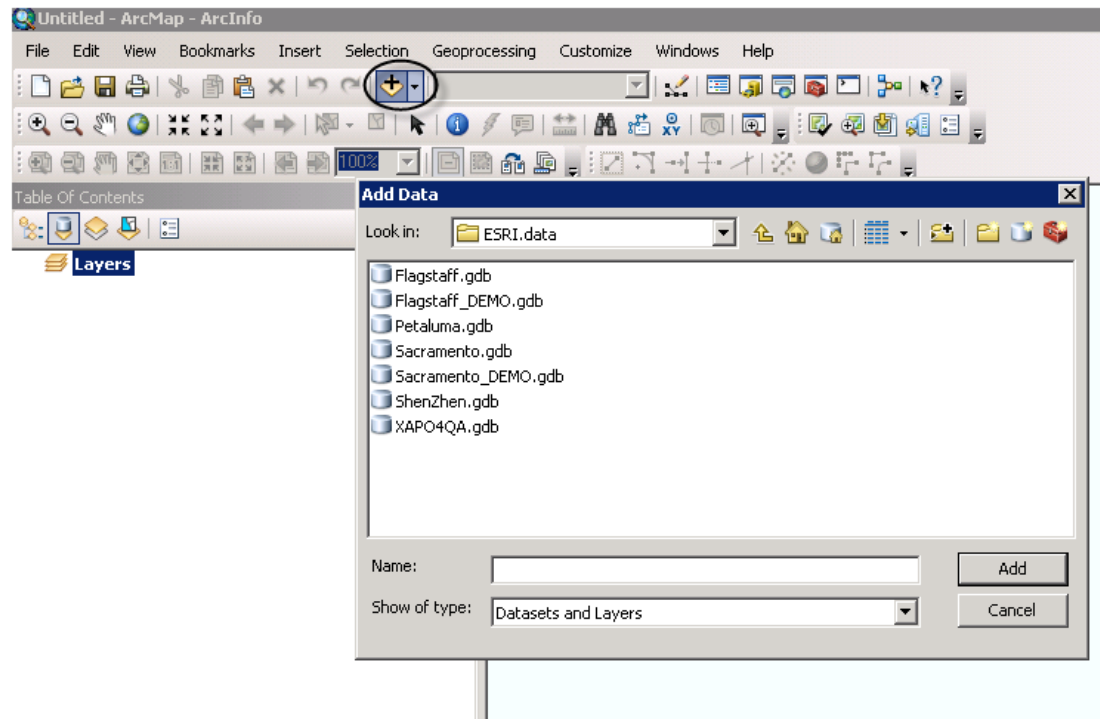 Untitled - ArcMap - ArcInfo
File Edit View Bookmarks Insert Selection Geoprocessing Customize Windows Help
XY
100%
Table Of Contents
Layers
Add Data
Look in: ESRI.data
Flagstaff.gdb
Flagstaff_DEMO.gdb
Petaluma.gdb
Sacramento.gdb
Sacramento_DEMO.gdb
ShenZhen.gdb
XAPO4QA.gdb
Name:
Add
Show of type: Datasets and Layers
Cancel